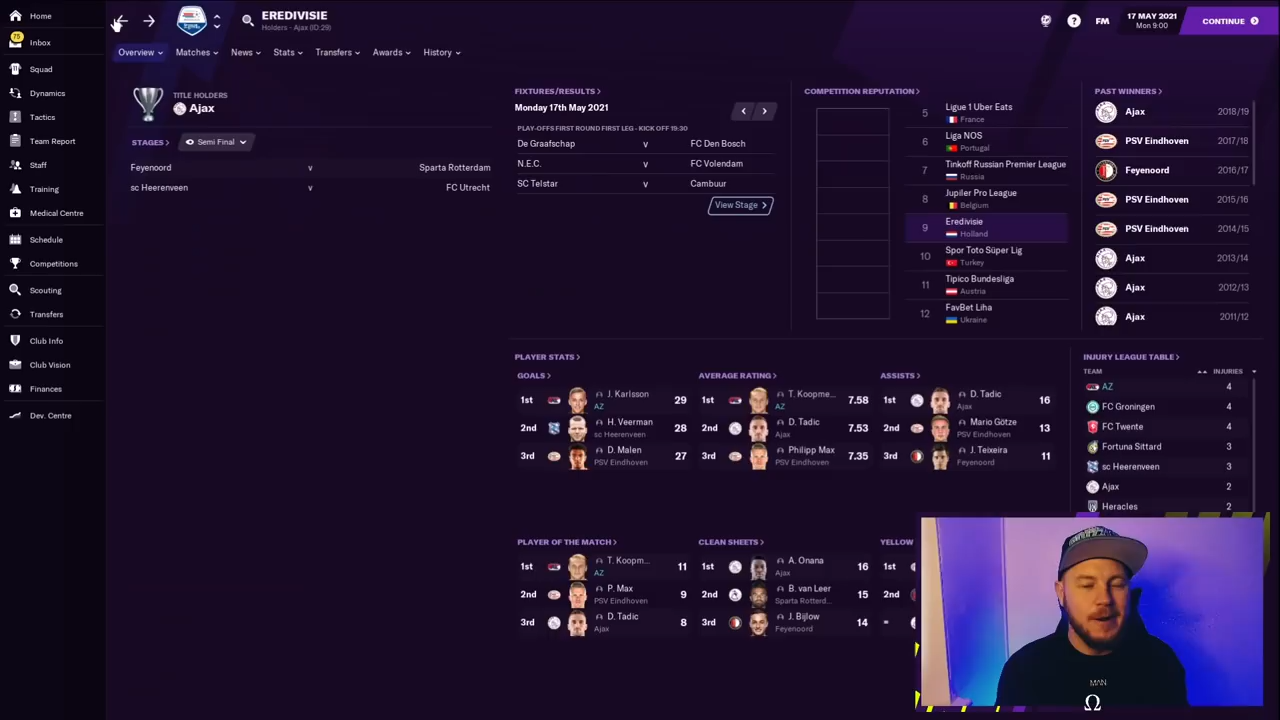 Home
75
Inbox
Squad
Dynamics
Tactics
Team Report
Staff
Training
Medical Centre
Schedule
Competitions
Scouting
Transfers
Club Info
Club Vision
Finances
Dev. Centre
EREDIVISIE
Holders - Ajax (ID:29)
?
FM
17 MAY 2021
Mon 9:00
CONTINUE
Overview
Matches
News
Stats
Transfers
Awards
History
TITLE HOLDERS
Ajax
STAGES >
Semi Final
Feyenoord v Sparta Rotterdam
sc Heerenveen v FC Utrecht
FIXTURES/RESULTS >
Monday 17th May 2021
PLAY-OFFS FIRST ROUND FIRST LEG - KICK OFF 19:30
De Graafschap v FC Den Bosch
N.E.C. v FC Volendam
SC Telstar v Cambuur
View Stage >
COMPETITION REPUTATION >
5 Ligue 1 Uber Eats
France
6 Liga NOS
Portugal
7 Tinkoff Russian Premier League
Russia
8 Jupiler Pro League
Belgium
9 Eredivisie
Holland
10 Spor Toto Süper Lig
Turkey
11 Tipico Bundesliga
Austria
12 FavBet Liha
Ukraine
PAST WINNERS >
Ajax 2018/19
PSV Eindhoven 2017/18
Feyenoord 2016/17
PSV Eindhoven 2015/16
PSV Eindhoven 2014/15
Ajax 2013/14
Ajax 2012/13
Ajax 2011/12
PLAYER STATS >
GOALS >
1st J. Karlsson 29
AZ
2nd H. Veerman 28
sc Heerenveen
3rd D. Malen 27
PSV Eindhoven
AVERAGE RATING >
1st T. Koopme... 7.58
AZ
2nd D. Tadic 7.53
Ajax
3rd Philipp Max 7.35
PSV Eindhoven
ASSISTS >
1st D. Tadic 16
Ajax
2nd Mario Götze 13
PSV Eindhoven
3rd J. Teixeira 11
Feyenoord
INJURY LEAGUE TABLE >
TEAM INJURIES
AZ 4
FC Groningen 4
FC Twente 4
Fortuna Sittard 3
sc Heerenveen 3
Ajax 2
Heracles 2
PLAYER OF THE MATCH >
1st T. Koopm... 11
AZ
2nd P. Max 9
PSV Eindhoven
3rd D. Tadic 8
Ajax
CLEAN SHEETS >
1st A. Onana 16
Ajax
2nd B. van Leer 15
Sparta Rotterd...
3rd J. Bijlow 14
Feyenoord
YELLOW
1st
2nd
=
MAN
Ω